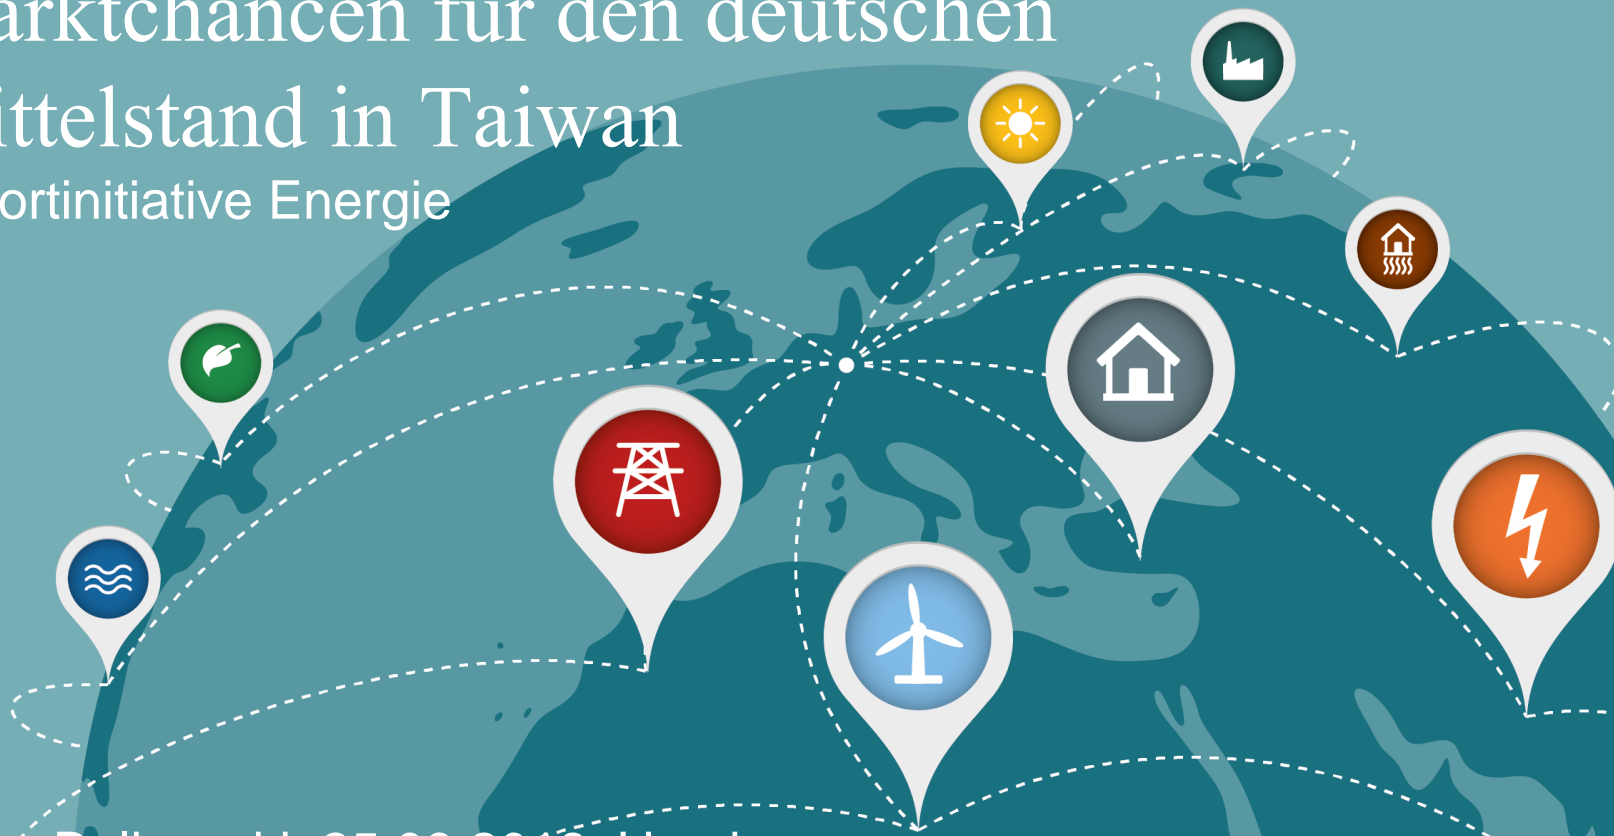 arktchancen für den deutschen
ittelstand in Taiwan
ortinitiative Energie